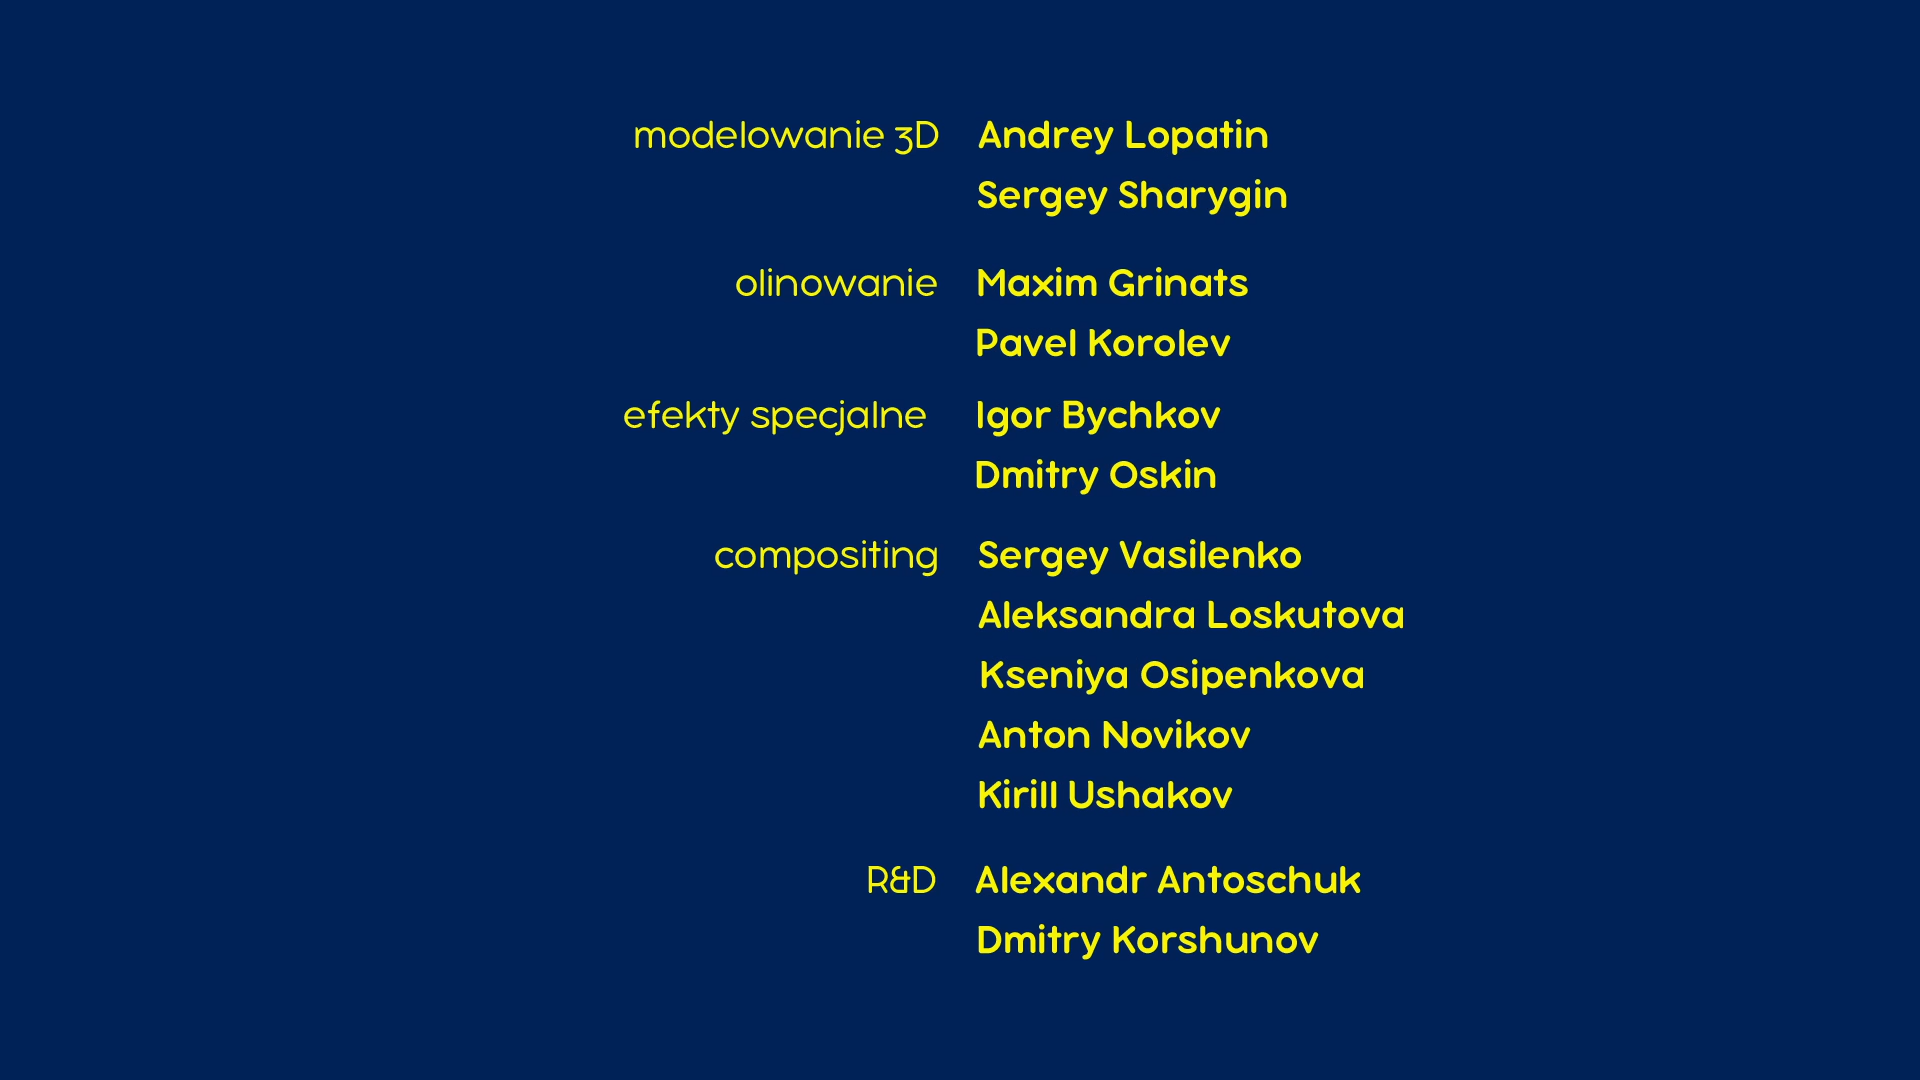 modelowanie 3D Andrey Lopatin
Sergey Sharygin
olinowanie Maxim Grinats
Pavel Korolev
efekty specjalne Igor Bychkov
Dmitry Oskin
compositing Sergey Vasilenko
Aleksandra Loskutova
Kseniya Osipenkova
Anton Novikov
Kirill Ushakov
R&D Alexandr Antoschuk
Dmitry Korshunov